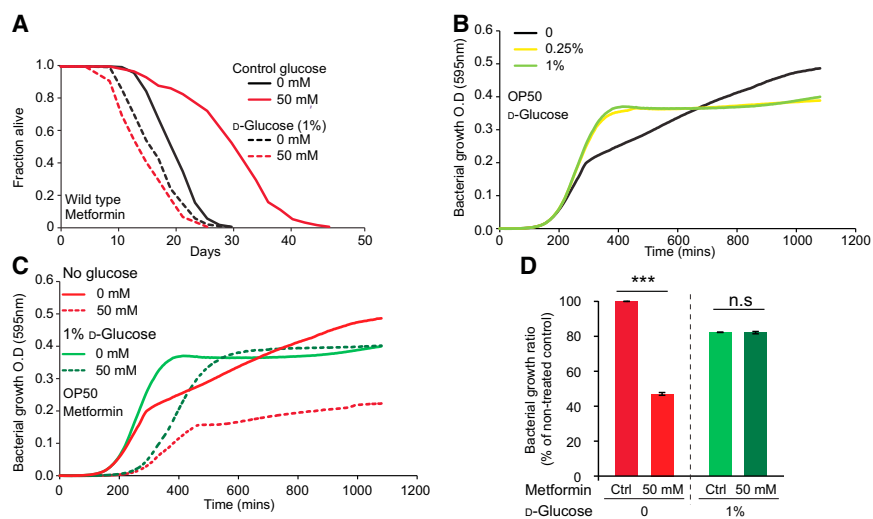 A
Fraction alive
1.0
0.8
0.6
0.4
0.2
0
Control glucose
0 mM
50 mM
D-Glucose (1%)
0 mM
50 mM
Wild type
Metformin
0 10 20 30 40 50
Days
B
Bacterial growth O.D (595nm)
0.6
0.5
0.4
0.3
0.2
0.1
0.0
0
0.25%
1%
OP50
D-Glucose
0 200 400 600 800 1000 1200
Time (mins)
C
Bacterial growth O.D (595nm)
0.6
0.5
0.4
0.3
0.2
0.1
0.0
No glucose
0 mM
50 mM
1% D-Glucose
0 mM
50 mM
OP50
Metformin
0 200 400 600 800 1000 1200
Time (mins)
D
Bacterial growth ratio
(% of non-treated control)
100
80
60
40
20
0
***
n.s
Metformin Ctrl 50 mM Ctrl 50 mM
D-Glucose 0 1%